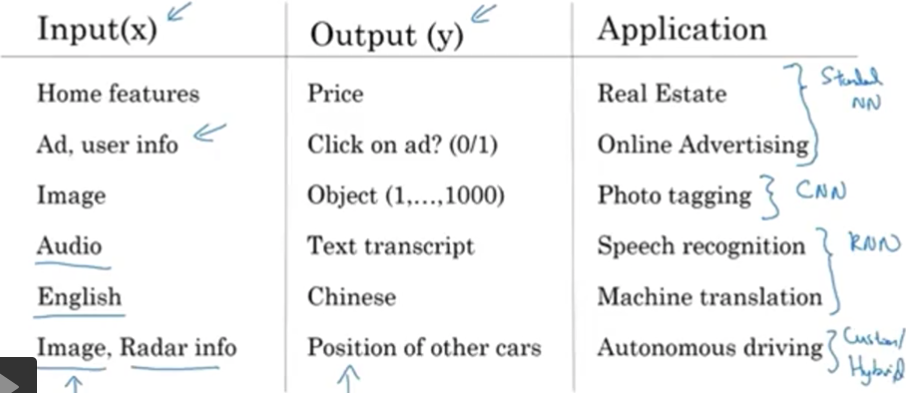 Input(x) Output (y) Application
Home features Price Real Estate Standard NN
Ad, user info Click on ad? (0/1) Online Advertising
Image Object (1,...,1000) Photo tagging CNN
Audio Text transcript Speech recognition RNN
English Chinese Machine translation
Image, Radar info Position of other cars Autonomous driving Custom/ Hybrid